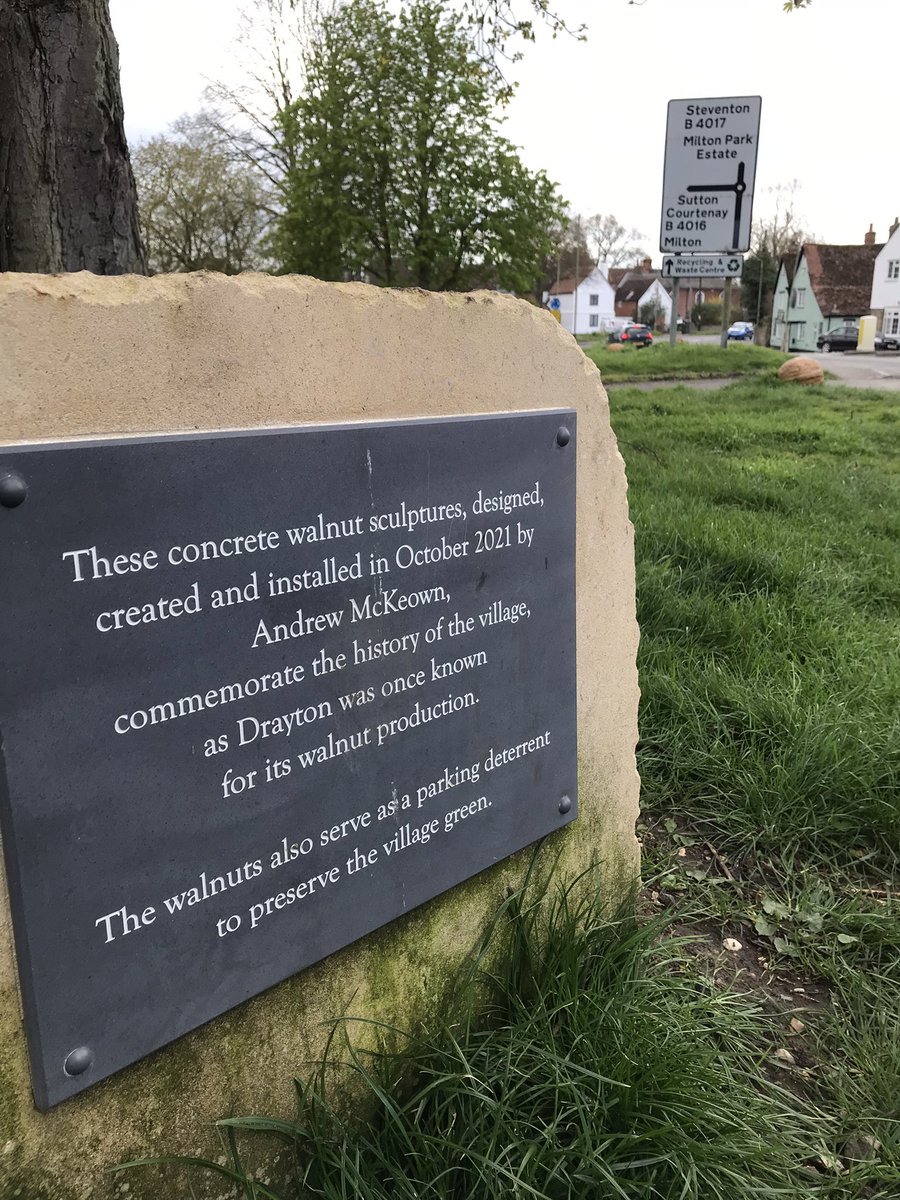 Steventon
B 4017
Milton Park
Estate
Sutton
Courtenay
B 4016
Milton
Recycling &
Waste Centre
These concrete walnut sculptures, designed,
created and installed in October 2021 by
Andrew McKeown,
commemorate the history of the village,
as Drayton was once known
for its walnut production.
The walnuts also serve as a parking deterrent
to preserve the village green.